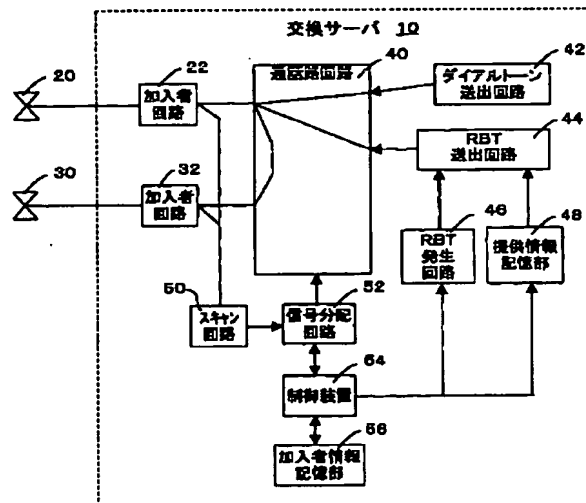 交換サーバ 10
20
22
加入者
回路
40
通話路回路
42
ダイアルトーン
送出回路
44
RBT
送出回路
30
32
加入者
回路
46
RBT
発生
回路
48
提供情報
記憶部
50
スキャン
回路
52
信号分配
回路
54
制御装置
56
加入者情報
記憶部